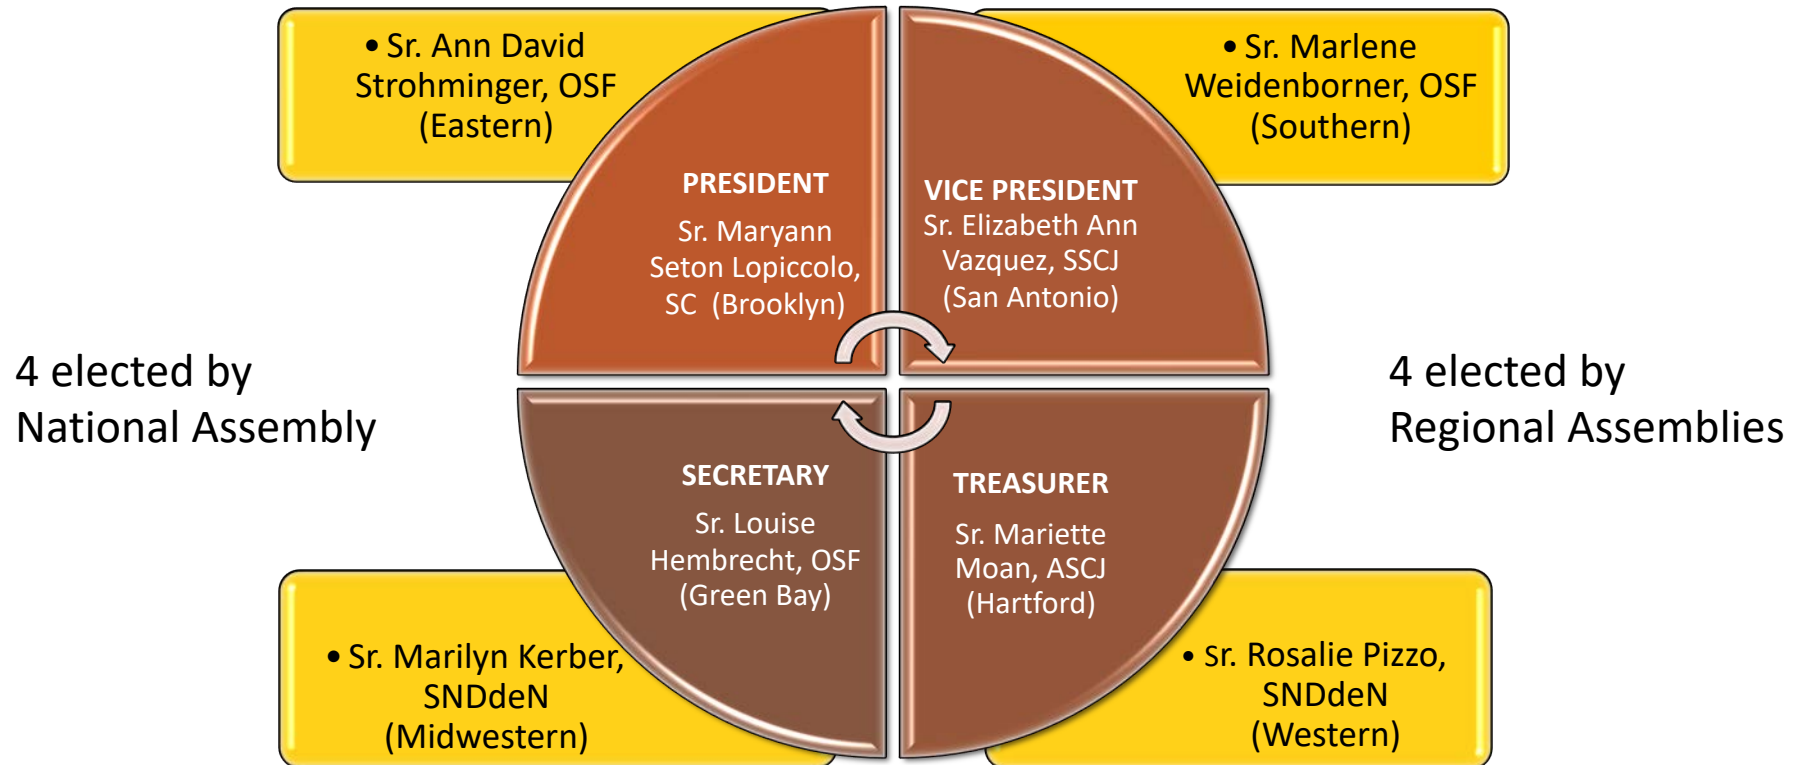 • Sr. Ann David
Strohminger, OSF
(Eastern)
• Sr. Marlene
Weidenborner, OSF
(Southern)
PRESIDENT
Sr. Maryann
Seton Lopiccolo,
SC (Brooklyn)
VICE PRESIDENT
Sr. Elizabeth Ann
Vazquez, SSCJ
(San Antonio)
4 elected by
National Assembly
4 elected by
Regional Assemblies
SECRETARY
Sr. Louise
Hembrecht, OSF
(Green Bay)
TREASURER
Sr. Mariette
Moan, ASCJ
(Hartford)
• Sr. Marilyn Kerber,
SNDdeN
(Midwestern)
• Sr. Rosalie Pizzo,
SNDdeN
(Western)